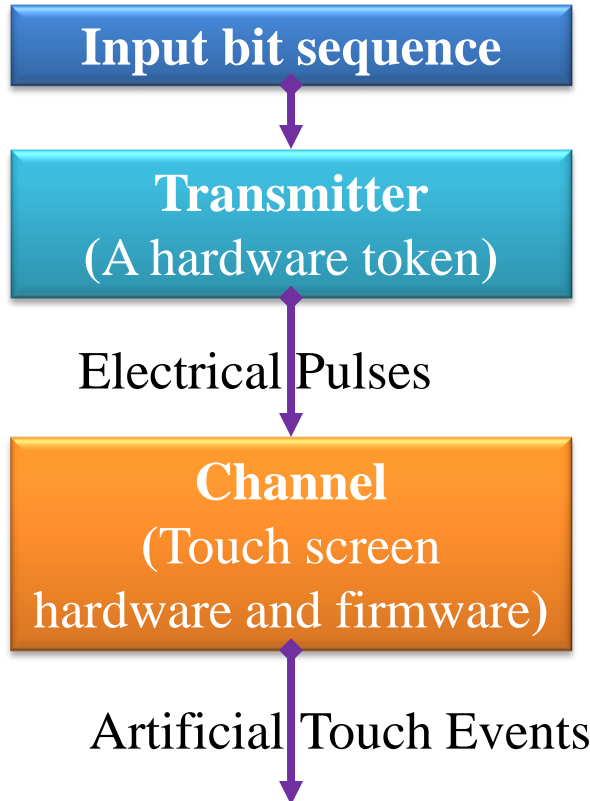 Input bit sequence
Transmitter
(A hardware token)
Electrical Pulses
Channel
(Touch screen
hardware and firmware)
Artificial Touch Events